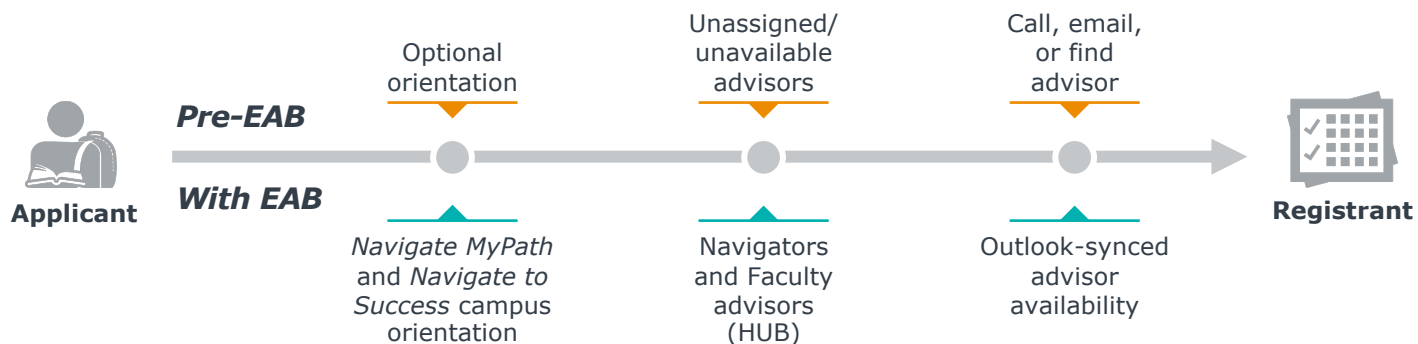 Optional
orientation
Unassigned/
unavailable
advisors
Call, email,
or find
advisor
Pre-EAB
With EAB
Applicant
Registrant
Navigate MyPath
and Navigate to
Success campus
orientation
Navigators
and Faculty
advisors
(HUB)
Outlook-synced
advisor
availability